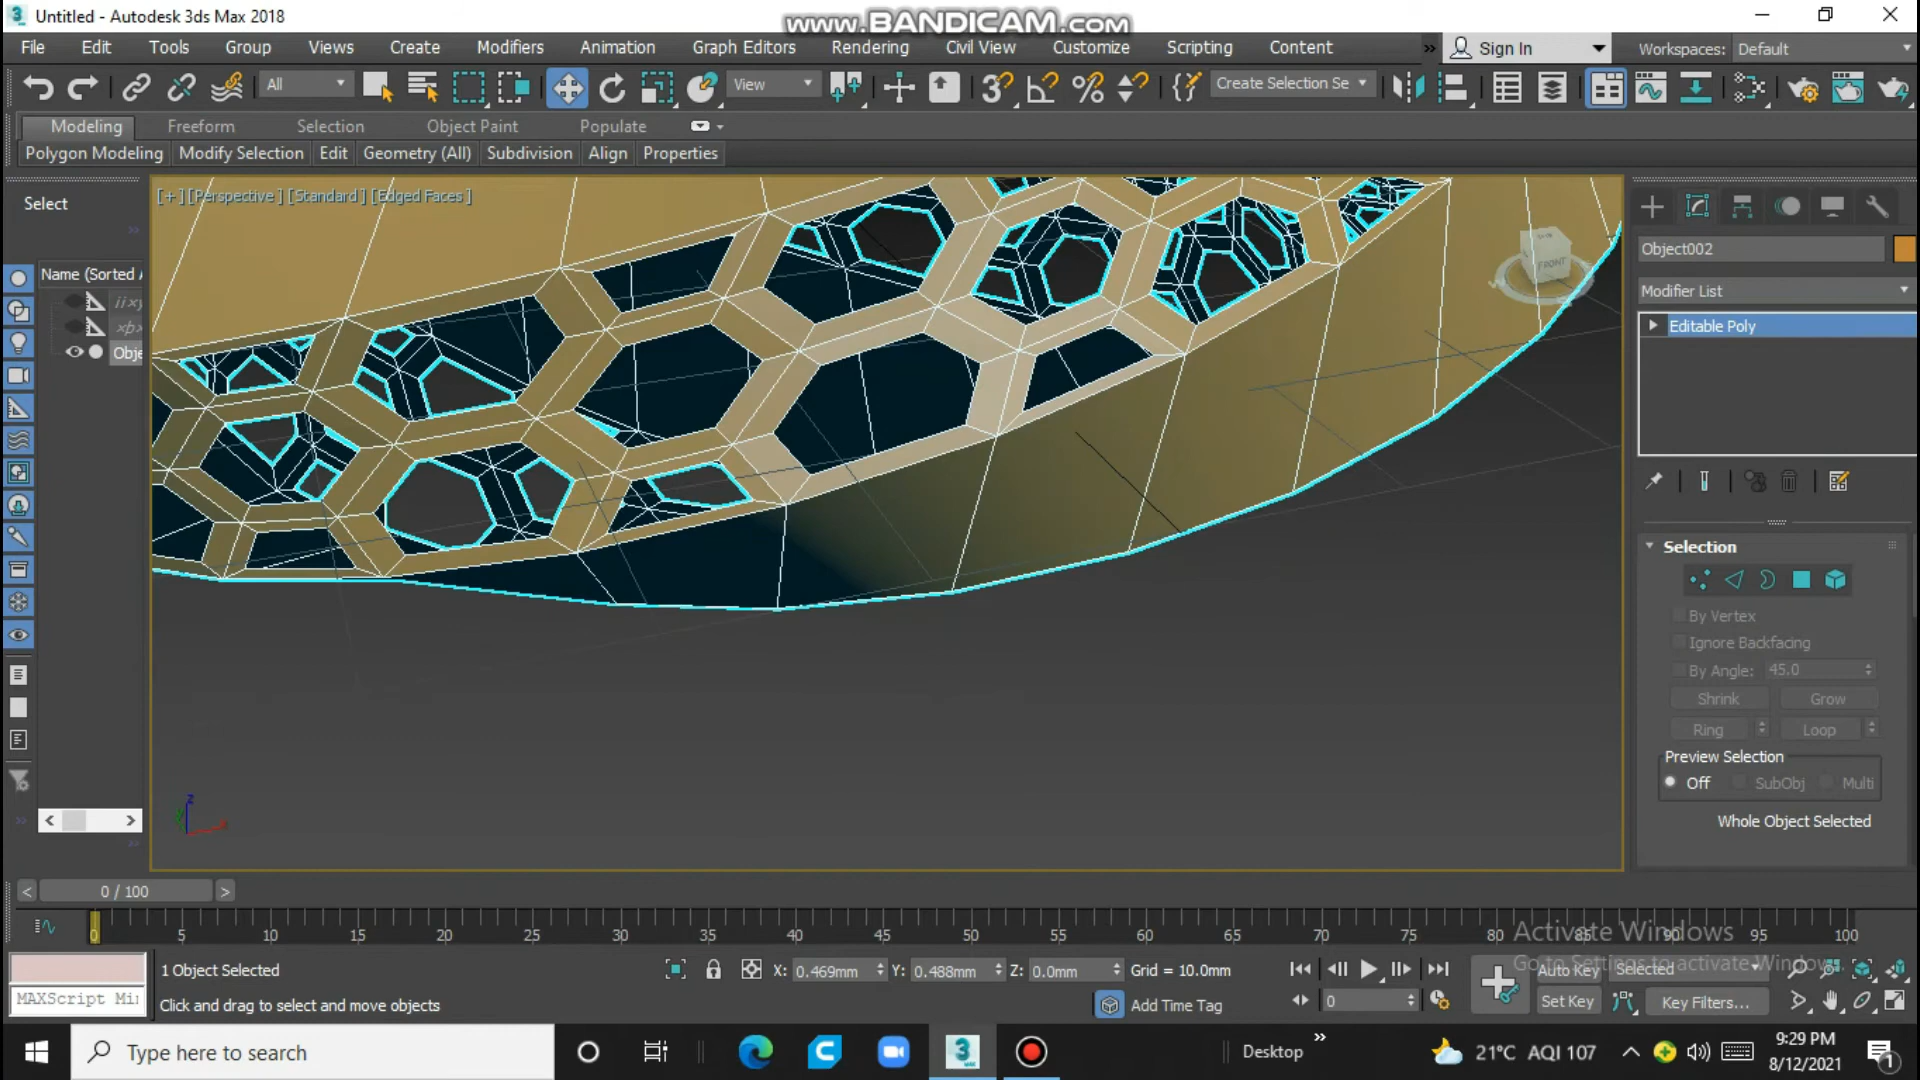 Untitled - Autodesk 3ds Max 2018
www.BANDICAM.com
File Edit Tools Group Views Create Modifiers Animation Graph Editors Rendering Civil View Customize Scripting Content
Sign In
Workspaces: Default
All
View
Create Selection Se
Modeling Freeform Selection Object Paint Populate
Polygon Modeling Modify Selection Edit Geometry (All) Subdivision Align Properties
Select
[+] [Perspective] [Standard] [Edged Faces]
FRONT
Name (Sorted A
Obje
Object002
Modifier List
Editable Poly
Selection
By Vertex
Ignore Backfacing
By Angle: 45.0
Shrink Grow
Ring Loop
Preview Selection
Off SubObj Multi
Whole Object Selected
z
0 / 100
0 5 10 15 20 25 30 35 40 45 50 55 60 65 70 75 80 85 90 95 100
Activate Windows
Go to Settings to activate Windows.
1 Object Selected
X: 0.469mm Y: 0.488mm Z: 0.0mm Grid = 10.0mm
Auto Key Selected
MAXScript Mi
Click and drag to select and move objects
Add Time Tag
0
Set Key Key Filters...
Type here to search
Desktop
21°C AQI 107
9:29 PM
8/12/2021
1